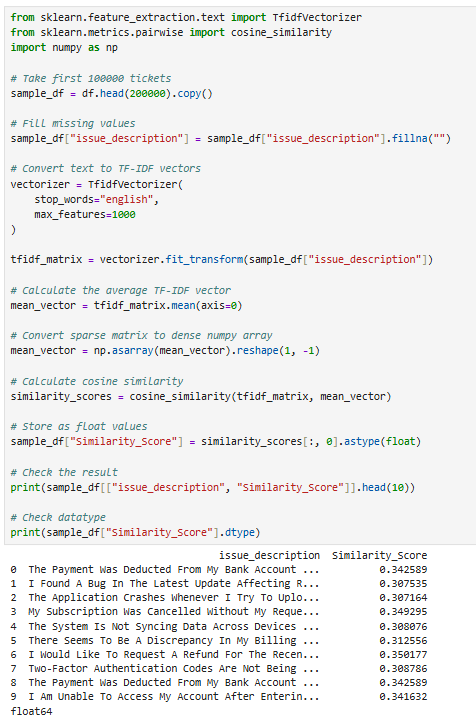 from sklearn.feature_extraction.text import TfidfVectorizer
from sklearn.metrics.pairwise import cosine_similarity
import numpy as np

# Take first 100000 tickets
sample_df = df.head(200000).copy()

# Fill missing values
sample_df["issue_description"] = sample_df["issue_description"].fillna("")

# Convert text to TF-IDF vectors
vectorizer = TfidfVectorizer(
    stop_words="english",
    max_features=1000
)

tfidf_matrix = vectorizer.fit_transform(sample_df["issue_description"])

# Calculate the average TF-IDF vector
mean_vector = tfidf_matrix.mean(axis=0)

# Convert sparse matrix to dense numpy array
mean_vector = np.asarray(mean_vector).reshape(1, -1)

# Calculate cosine similarity
similarity_scores = cosine_similarity(tfidf_matrix, mean_vector)

# Store as float values
sample_df["Similarity_Score"] = similarity_scores[:, 0].astype(float)

# Check the result
print(sample_df[["issue_description", "Similarity_Score"]].head(10))

# Check datatype
print(sample_df["Similarity_Score"].dtype)

                               issue_description  Similarity_Score
0  The Payment Was Deducted From My Bank Account ...          0.342589
1  I Found A Bug In The Latest Update Affecting R...          0.307535
2  The Application Crashes Whenever I Try To Uplo...          0.307164
3  My Subscription Was Cancelled Without My Reque...          0.349295
4  The System Is Not Syncing Data Across Devices ...          0.308076
5  There Seems To Be A Discrepancy In My Billing ...          0.312556
6  I Would Like To Request A Refund For The Recen...          0.350177
7  Two-Factor Authentication Codes Are Not Being ...          0.308786
8  The Payment Was Deducted From My Bank Account ...          0.342589
9  I Am Unable To Access My Account After Enterin...          0.341632
float64